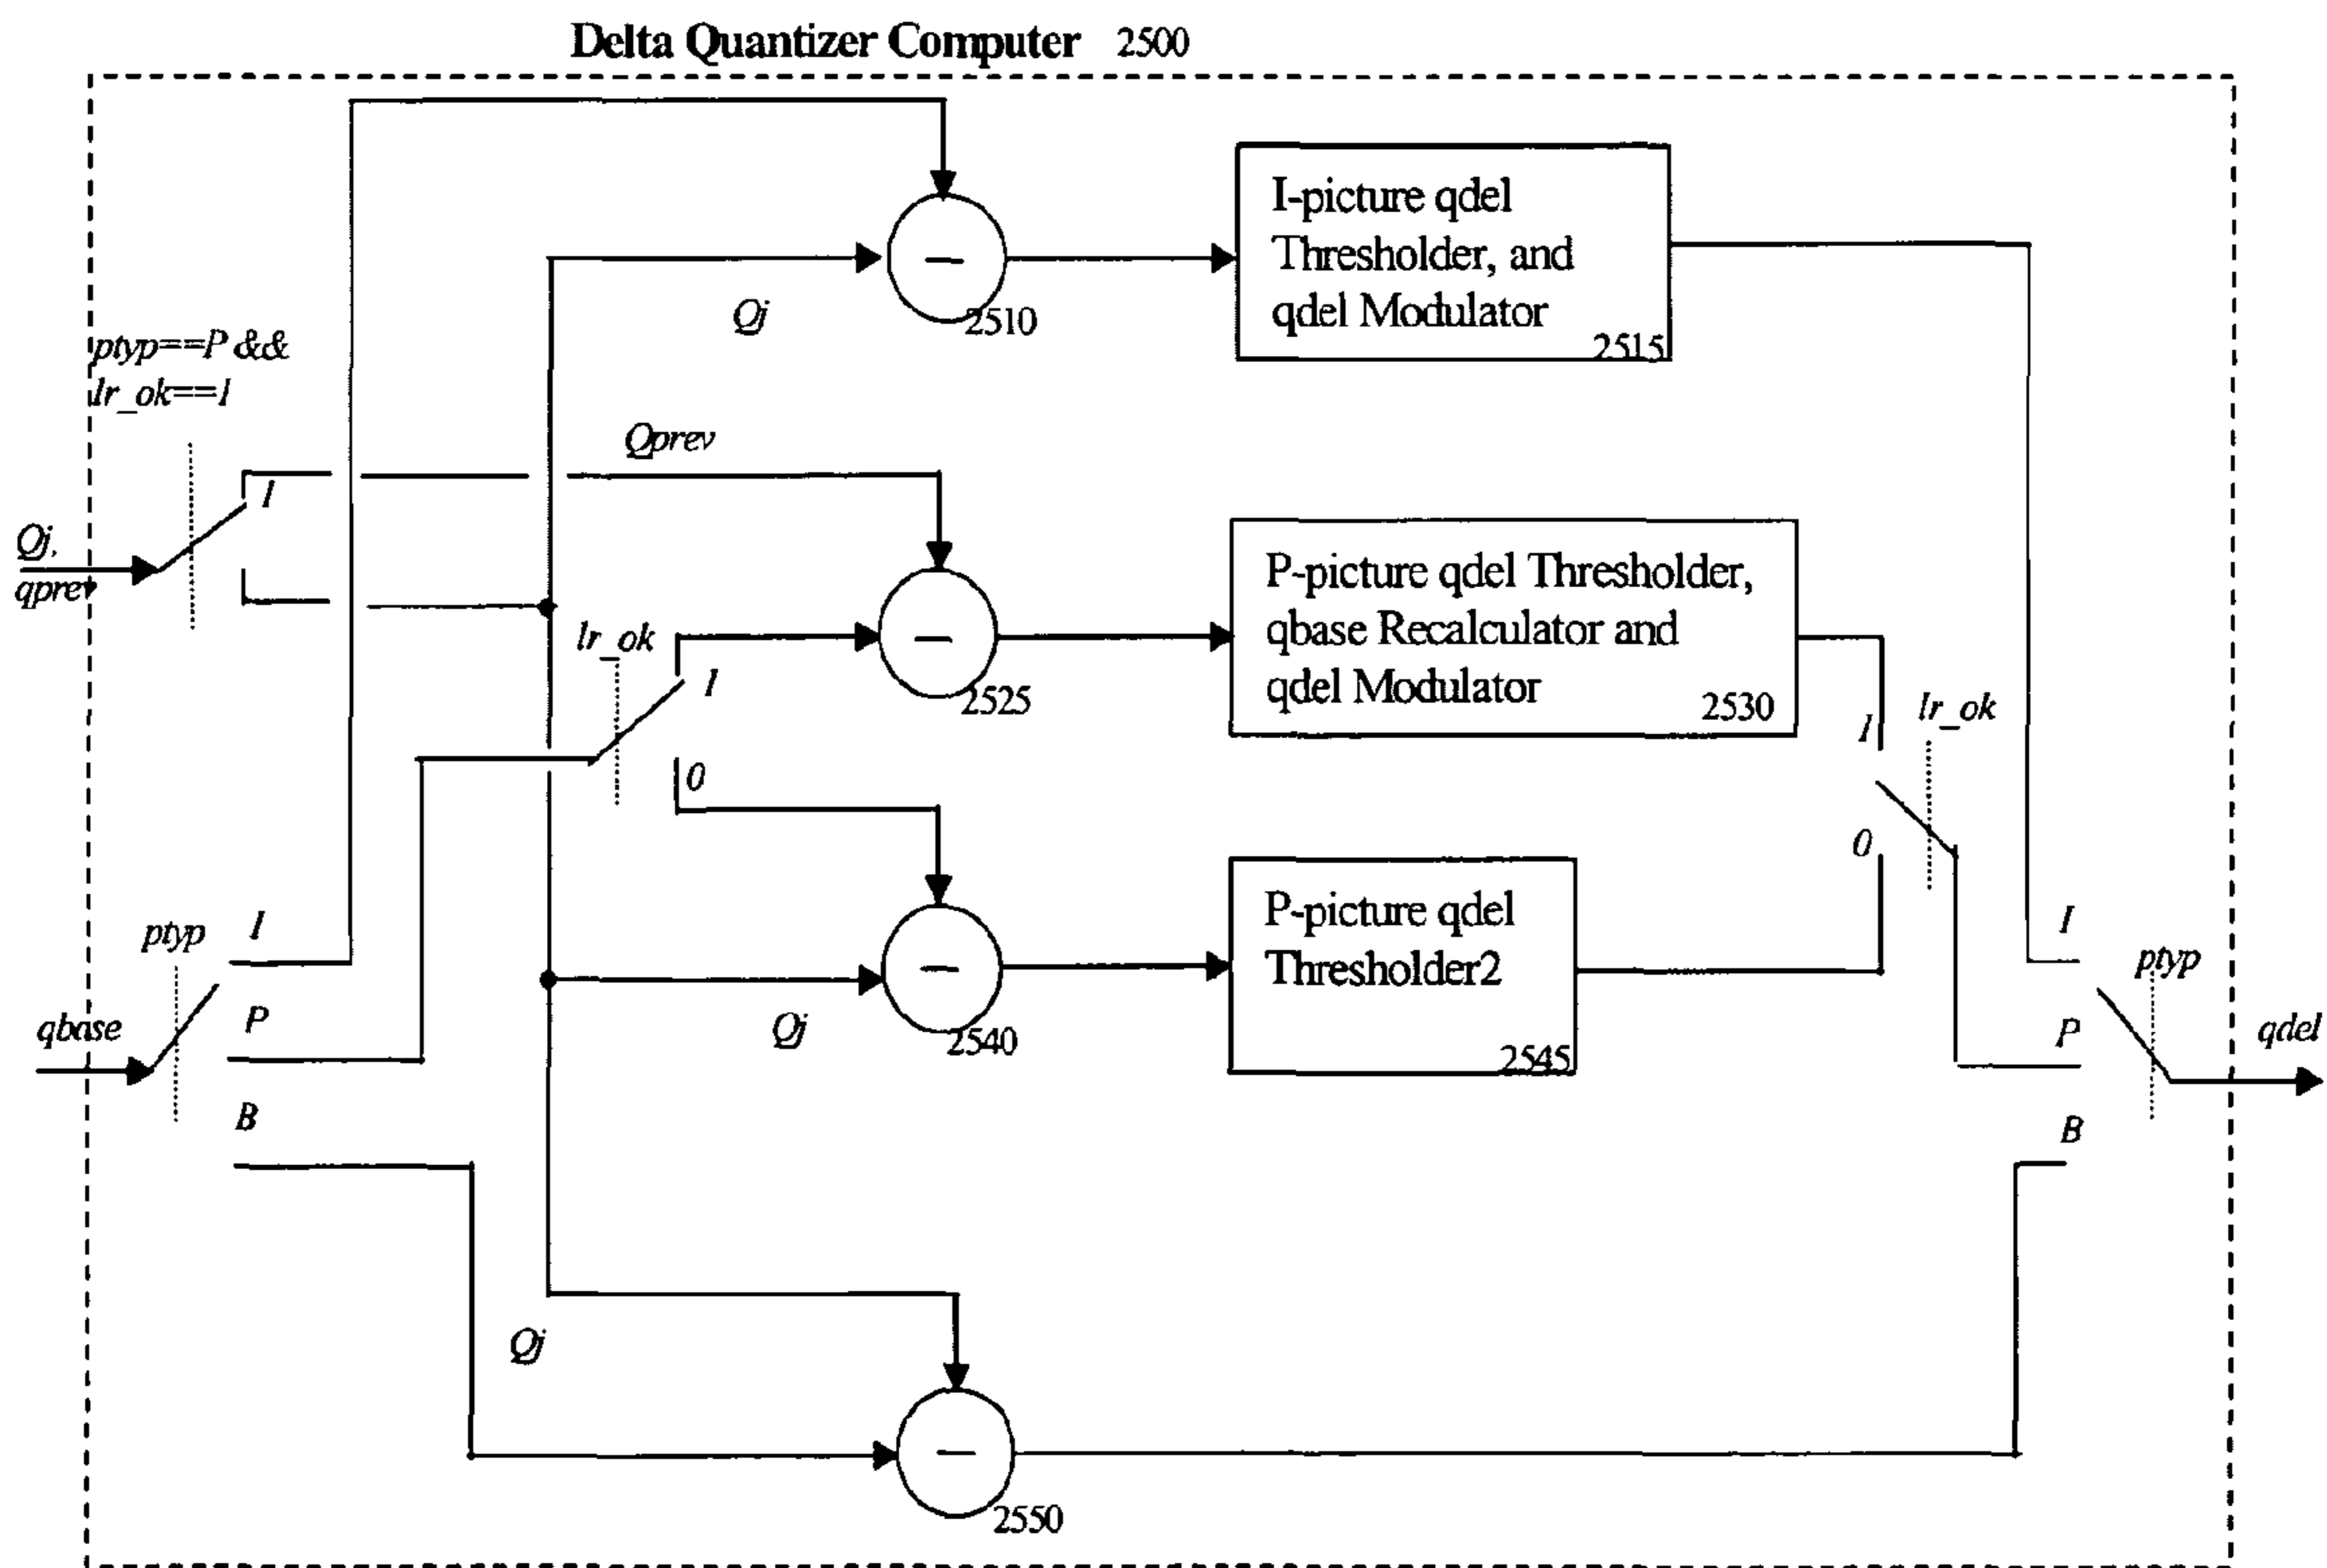 Delta Quantizer Computer 2500
I-picture qdel
Thresholder, and
qdel Modulator
2515
Qj
2510
ptyp==P &&
lr_ok==1
Qprev
1
Qj,
qprev
P-picture qdel Thresholder,
qbase Recalculator and
qdel Modulator
2530
lr_ok
1
2525
lr_ok
1
0
0
P-picture qdel
Thresholder2
2545
ptyp
I
I
ptyp
qbase
P
Qj
2540
P
qdel
B
B
Qj
2550